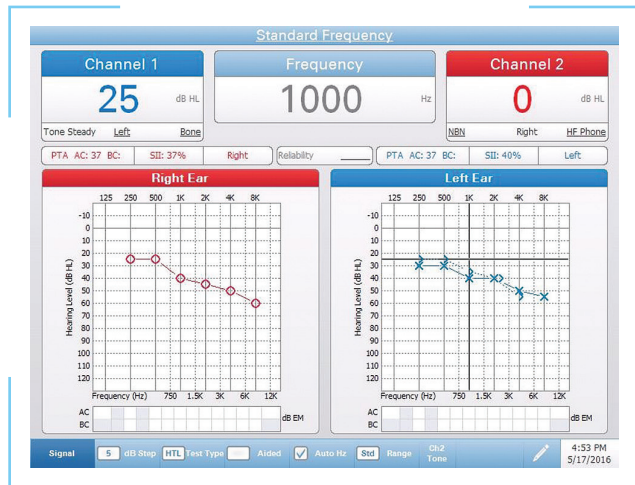 Standard Frequency
Channel 1
Frequency
Channel 2
25 dB HL
1000 Hz
0 dB HL
Tone Steady Left Bone
NBN Right HF Phone
PTA AC: 37 BC: SII: 37% Right
Reliability
PTA AC: 37 BC: SII: 40% Left
Right Ear
125 250 500 1K 2K 4K 8K
-10
0
10
20
30
40
50
60
70
80
90
100
110
120
Hearing Level (dB HL)
Frequency (Hz) 750 1.5K 3K 6K 12K
AC
BC
dB EM
Left Ear
125 250 500 1K 2K 4K 8K
-10
0
10
20
30
40
50
60
70
80
90
100
110
120
Hearing Level (dB HL)
Frequency (Hz) 750 1.5K 3K 6K 12K
AC
BC
dB EM
Signal 5 dB Step HTL Test Type Aided Auto Hz Std Range Ch2 Tone
4:53 PM
5/17/2016